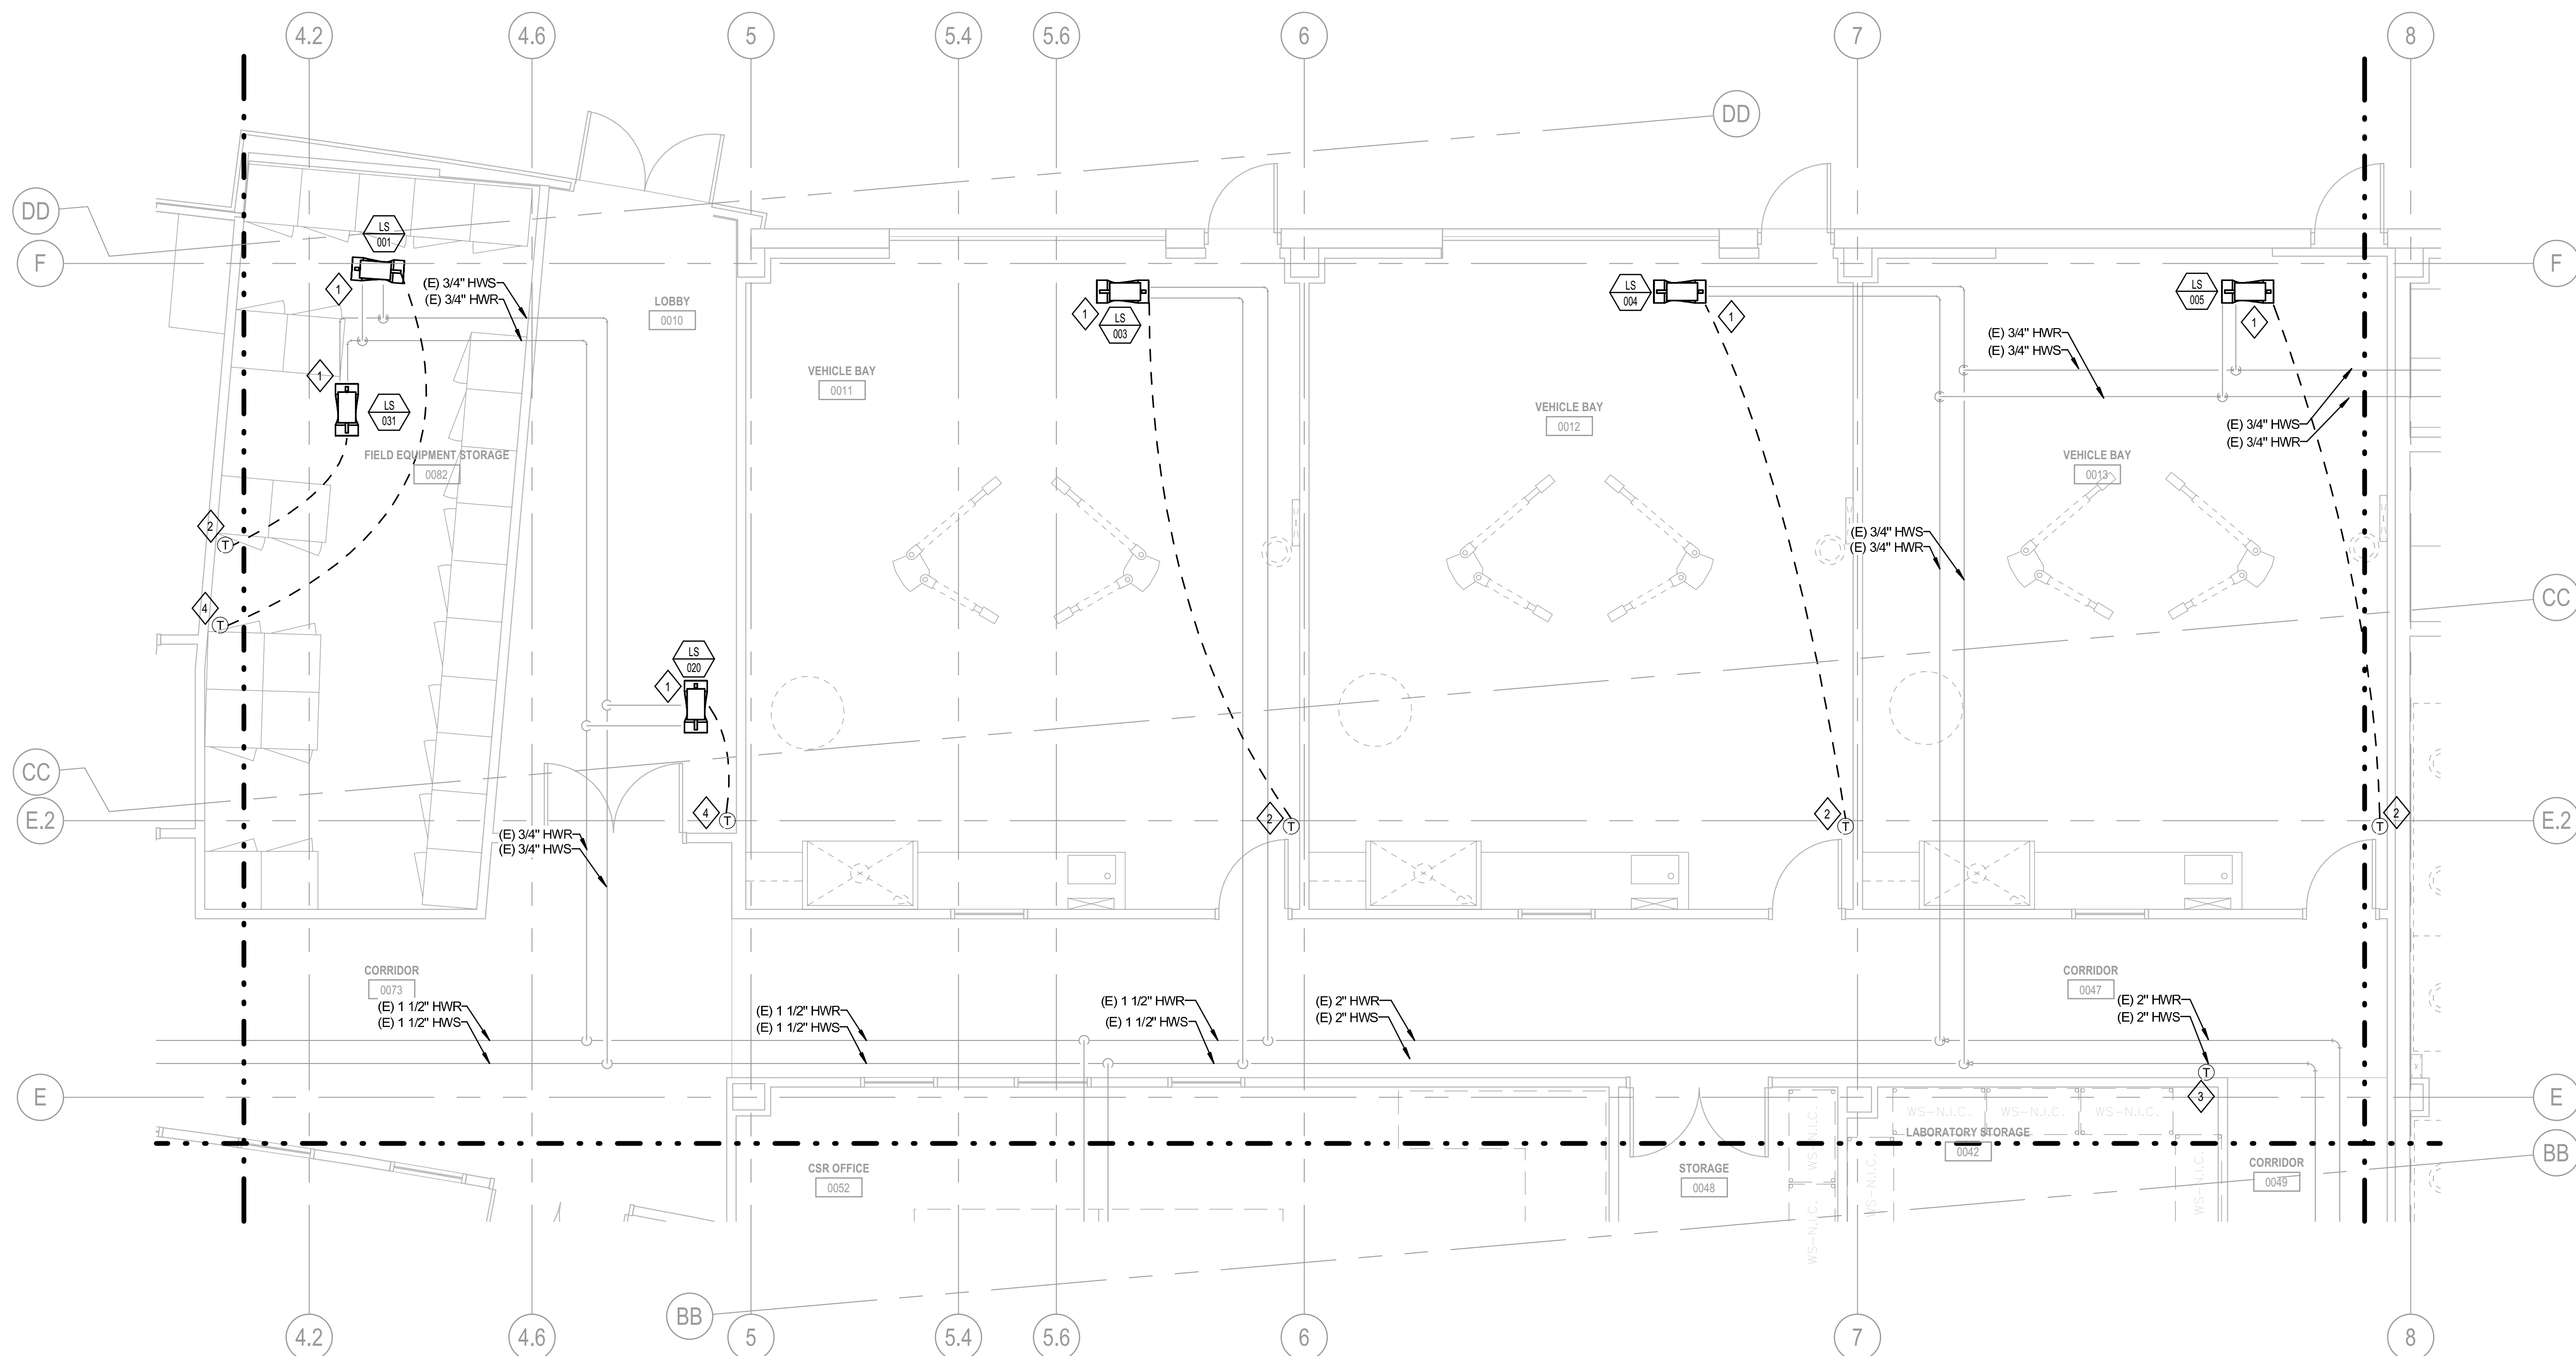 4.2
4.6
5
5.4
5.6
6
7
8
DD
DD
F
F
LS
001
1
(E) 3/4" HWS
(E) 3/4" HWR
LOBBY
0010
1
LS
031
FIELD EQUIPMENT STORAGE
0082
2
4
VEHICLE BAY
0011
1
LS
003
LS
004
1
VEHICLE BAY
0012
LS
005
1
(E) 3/4" HWR
(E) 3/4" HWS
(E) 3/4" HWS
(E) 3/4" HWR
VEHICLE BAY
0013
(E) 3/4" HWS
(E) 3/4" HWR
T
T
CC
CC
LS
020
1
4
T
2
T
2
T
2
T
E.2
E.2
(E) 3/4" HWR
(E) 3/4" HWS
CORRIDOR
0073
(E) 1 1/2" HWR
(E) 1 1/2" HWS
(E) 1 1/2" HWR
(E) 1 1/2" HWS
(E) 1 1/2" HWR
(E) 1 1/2" HWS
(E) 2" HWR
(E) 2" HWS
CORRIDOR
0047
(E) 2" HWR
(E) 2" HWS
T
3
E
E
WS-N.I.C.
WS-N.I.C.
WS-N.I.C.
WS-N.I.C.
WS-N.I.C.
WS-N.I.C.
WS-N.I.C.
LABORATORY STORAGE
0042
CSR OFFICE
0052
STORAGE
0048
CORRIDOR
0049
BB
BB
4.2
4.6
5
5.4
5.6
6
7
8